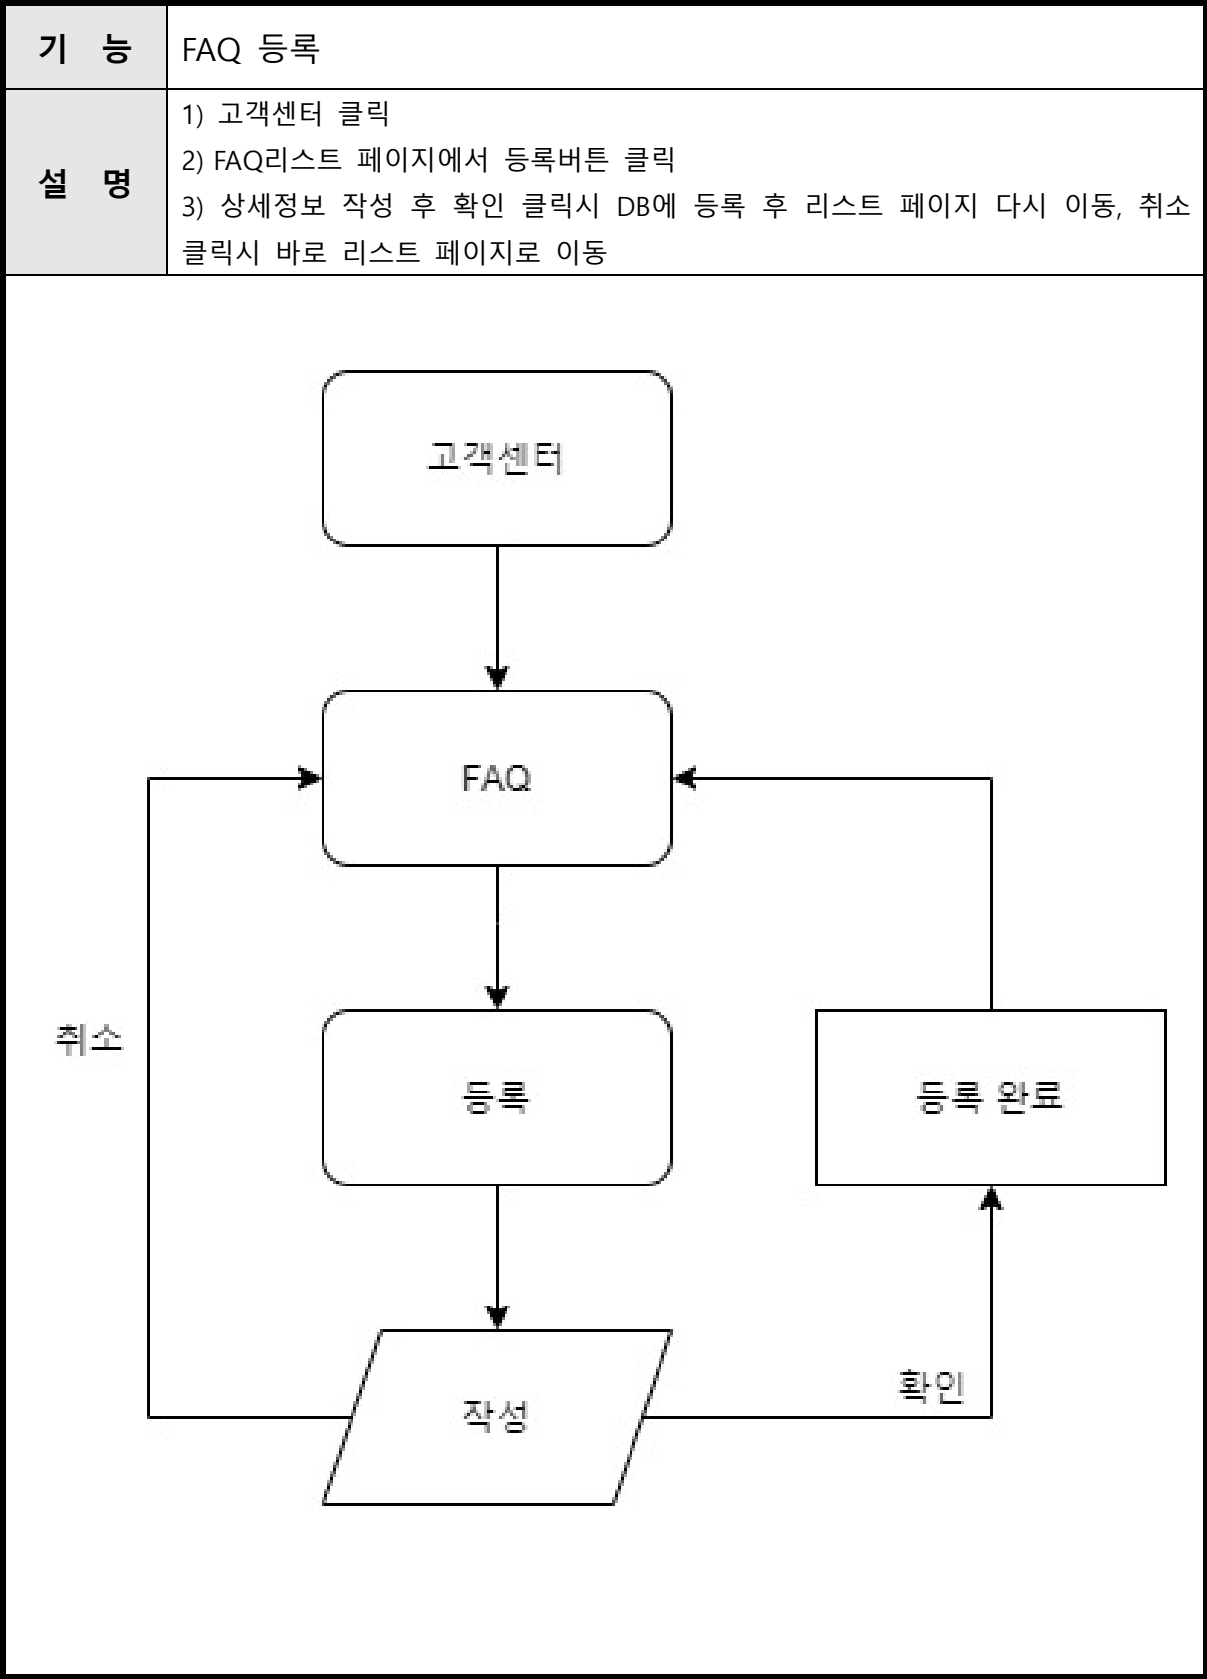 기 능
FAQ 등록
설 명
1) 고객센터 클릭
2) FAQ리스트 페이지에서 등록버튼 클릭
3) 상세정보 작성 후 확인 클릭시 DB에 등록 후 리스트 페이지 다시 이동, 취소
클릭시 바로 리스트 페이지로 이동
고객센터
FAQ
취소
등록
등록 완료
확인
작성